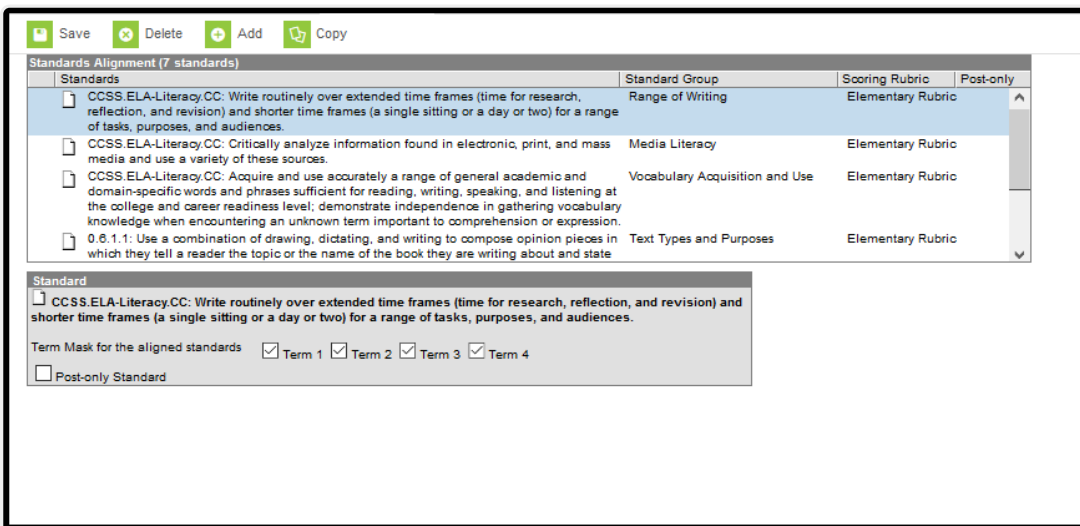 Save Delete Add Copy
Standards Alignment (7 standards)
Standards Standard Group Scoring Rubric Post-only
CCSS.ELA-Literacy.CC: Write routinely over extended time frames (time for research, Range of Writing Elementary Rubric
reflection, and revision) and shorter time frames (a single sitting or a day or two) for a range
of tasks, purposes, and audiences.
CCSS.ELA-Literacy.CC: Critically analyze information found in electronic, print, and mass Media Literacy Elementary Rubric
media and use a variety of these sources.
CCSS.ELA-Literacy.CC: Acquire and use accurately a range of general academic and Vocabulary Acquisition and Use Elementary Rubric
domain-specific words and phrases sufficient for reading, writing, speaking, and listening at
the college and career readiness level; demonstrate independence in gathering vocabulary
knowledge when encountering an unknown term important to comprehension or expression.
0.6.1.1: Use a combination of drawing, dictating, and writing to compose opinion pieces in Text Types and Purposes Elementary Rubric
which they tell a reader the topic or the name of the book they are writing about and state
Standard
CCSS.ELA-Literacy.CC: Write routinely over extended time frames (time for research, reflection, and revision) and
shorter time frames (a single sitting or a day or two) for a range of tasks, purposes, and audiences.
Term Mask for the aligned standards Term 1 Term 2 Term 3 Term 4
Post-only Standard